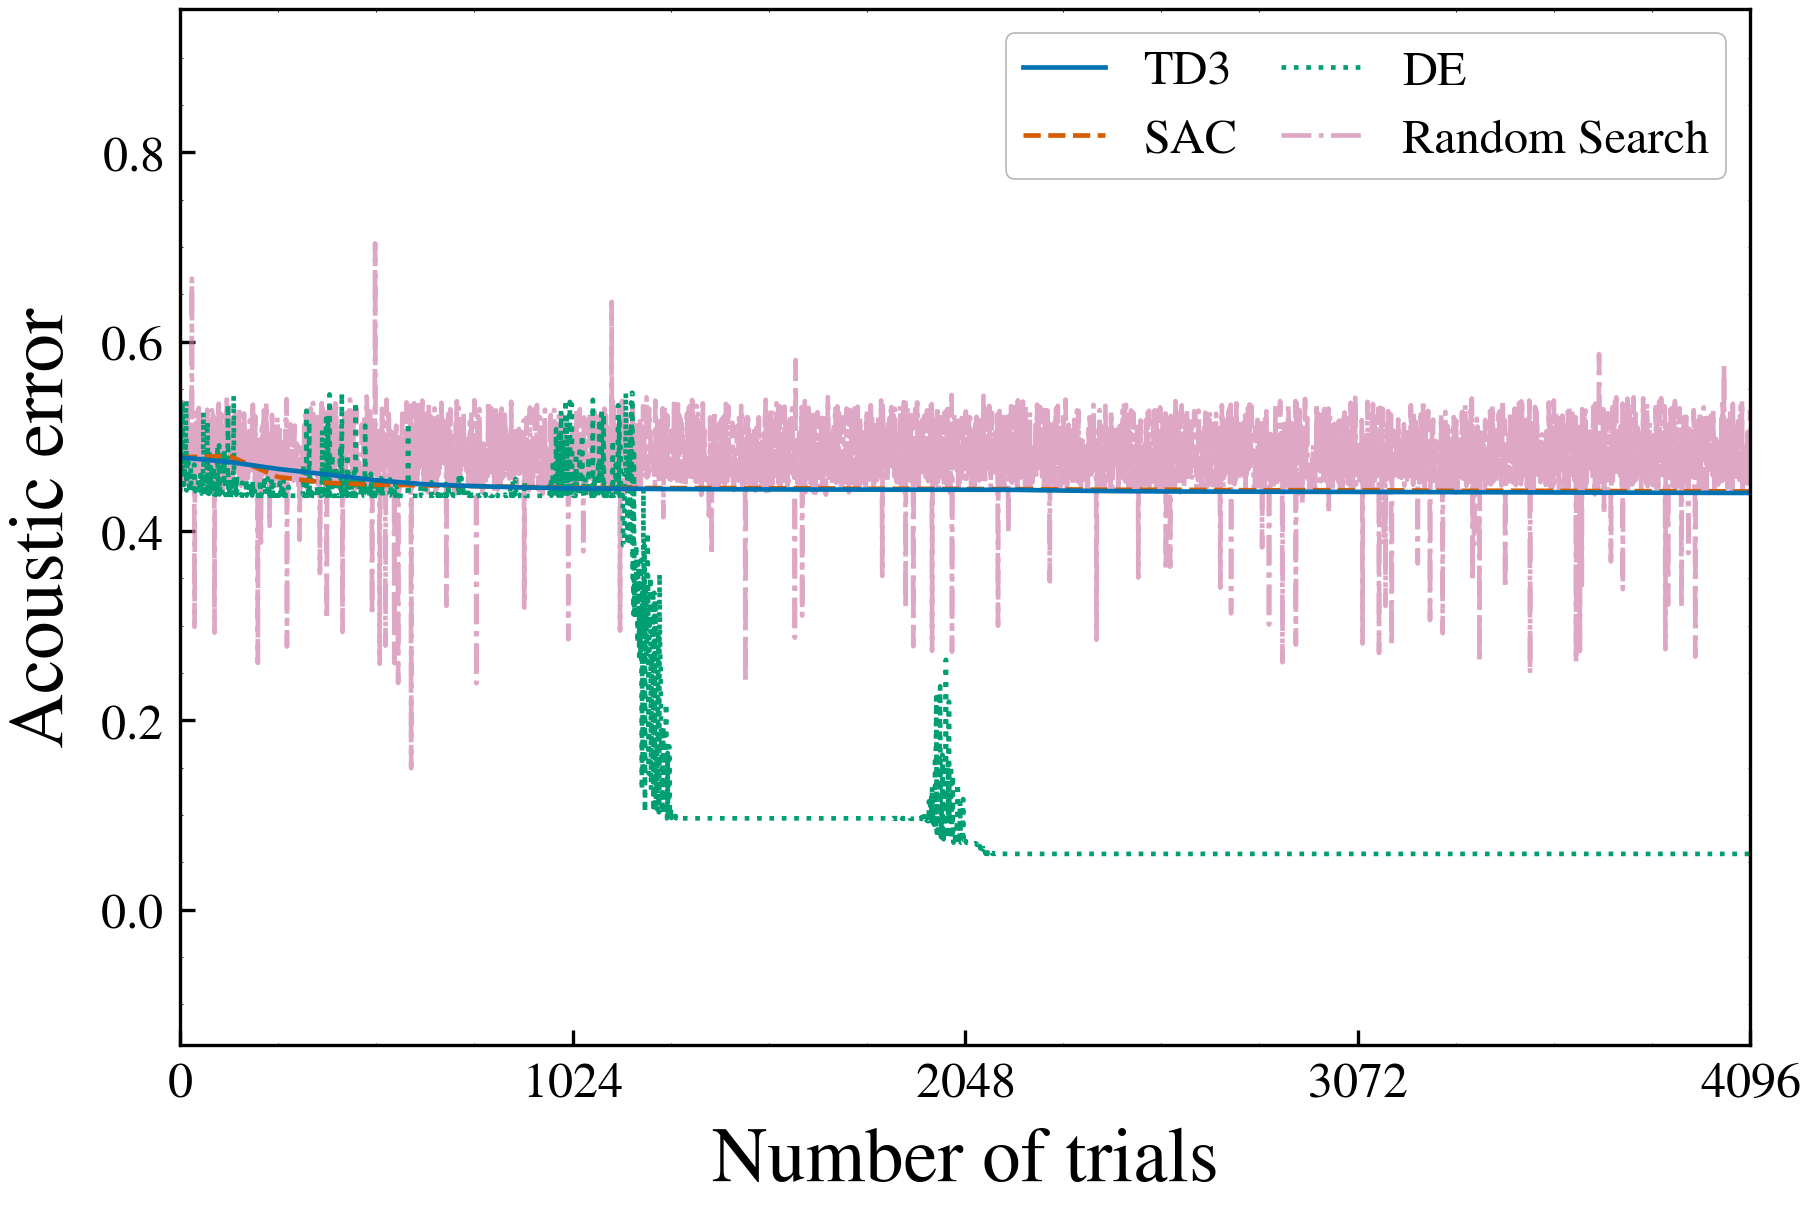 TD3
DE
SAC
Random Search
0.8
0.6
0.4
0.2
0.0
Acoustic error
0
1024
2048
3072
4096
Number of trials